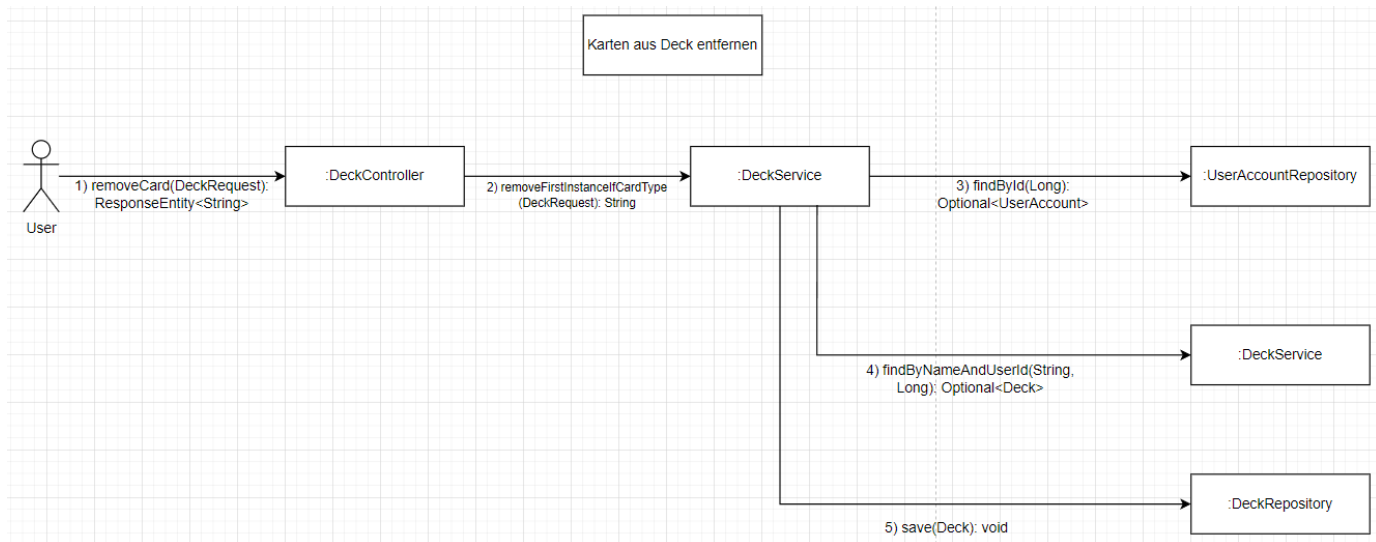 Karten aus Deck entfernen
User
1) removeCard(DeckRequest):
ResponseEntity<String>
:DeckController
2) removeFirstInstanceIfCardType
(DeckRequest): String
:DeckService
3) findById(Long):
Optional<UserAccount>
:UserAccountRepository
4) findByNameAndUserId(String,
Long): Optional<Deck>
:DeckService
5) save(Deck): void
:DeckRepository